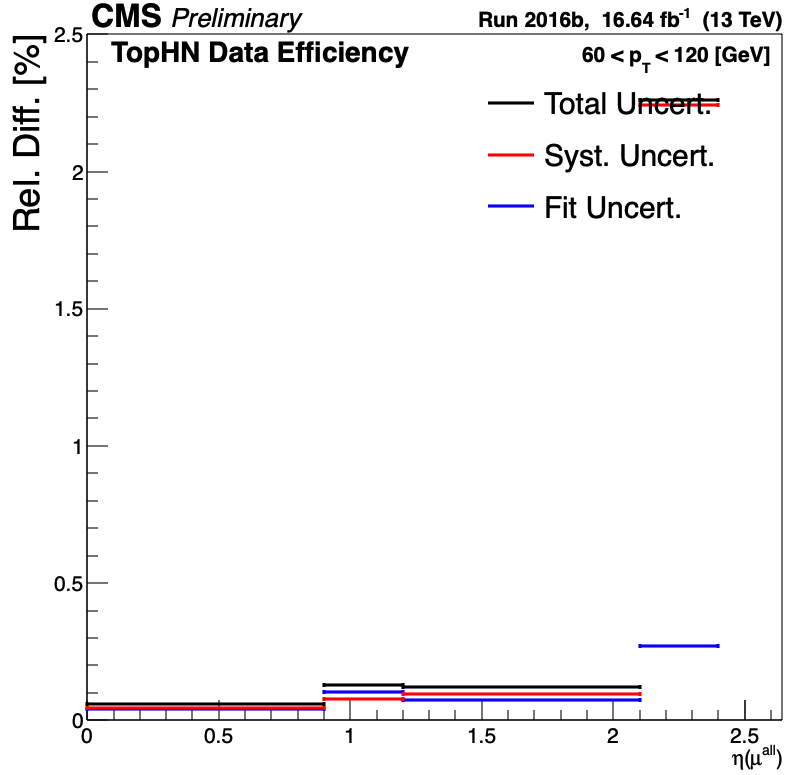 CMS Preliminary Run 2016b, 16.64 fb⁻¹ (13 TeV)
TopHN Data Efficiency 60 < p_T < 120 [GeV]
Rel. Diff. [%]
Total Uncert.
Syst. Uncert.
Fit Uncert.
2.5
2
1.5
1
0.5
0
0 0.5 1 1.5 2 2.5
η(μ^all)